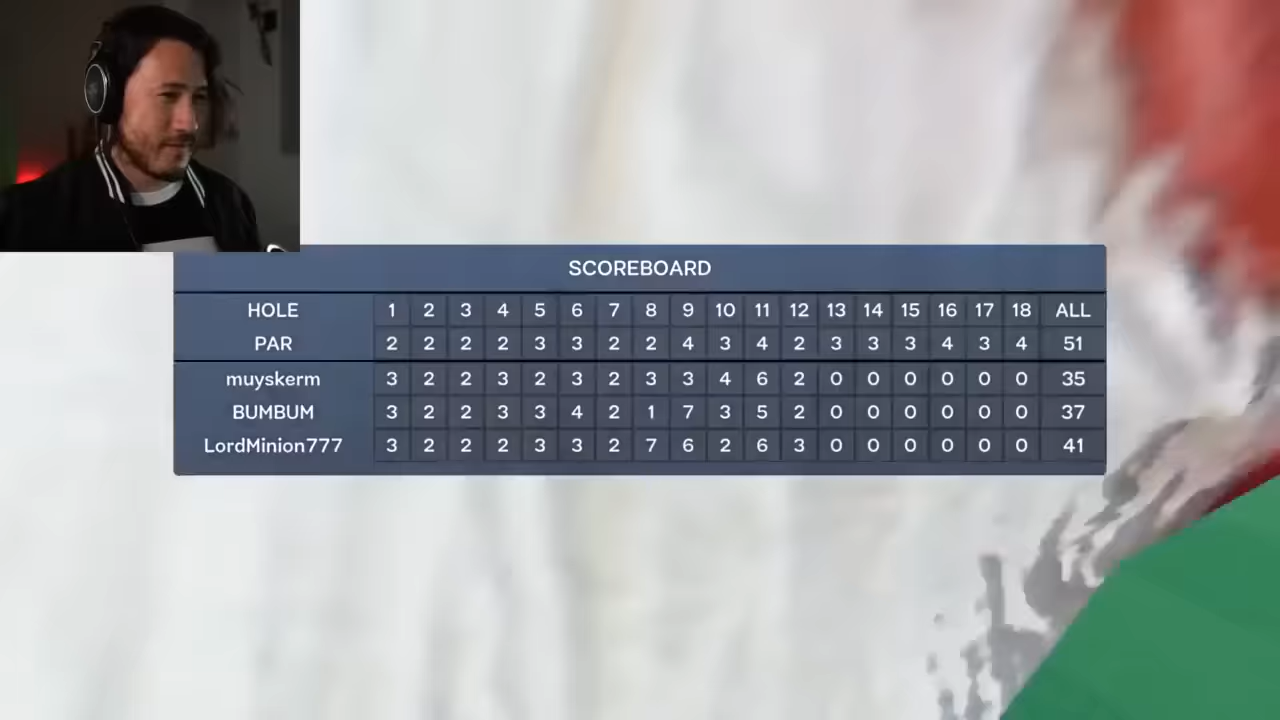 SCOREBOARD
HOLE 1 2 3 4 5 6 7 8 9 10 11 12 13 14 15 16 17 18 ALL
PAR 2 2 2 2 3 3 2 2 4 3 4 2 3 3 3 4 3 4 51
muyskerm 3 2 2 3 2 3 2 3 3 4 6 2 0 0 0 0 0 0 35
BUMBUM 3 2 2 3 3 4 2 1 7 3 5 2 0 0 0 0 0 0 37
LordMinion777 3 2 2 2 3 3 2 7 6 2 6 3 0 0 0 0 0 0 41